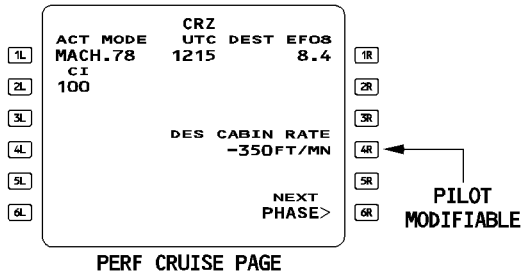 CRZ
ACT MODE UTC DEST EFO8
1L MACH.78 1215 8.4 1R
CI
2L 100 2R
3L 3R
DES CABIN RATE
4L -350FT/MN 4R
5L 5R
NEXT
6L PHASE> 6R
PILOT
MODIFIABLE
PERF CRUISE PAGE